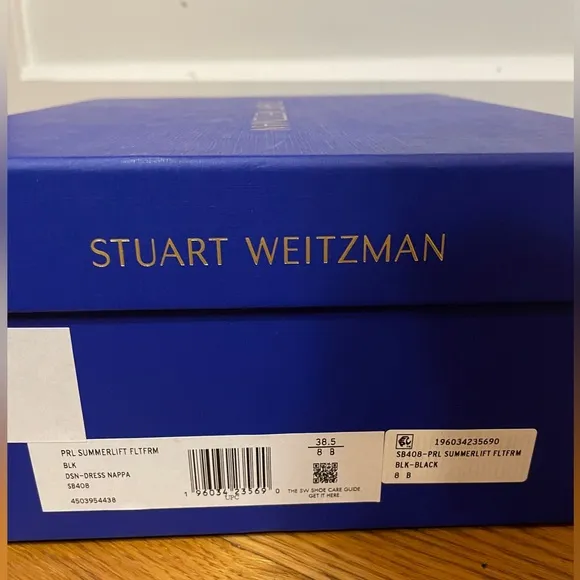 STUART WEITZMAN
PRL SUMMERLIFT FLTFRM
BLK
DSN-DRESS NAPPA
SB408
4503954438
1 96034 23569 0
UPC
38.5
8 B
THE SW SHOE CARE GUIDE
GET IT HERE
196034235690
SB408-PRL SUMMERLIFT FLTFRM
BLK-BLACK
8 B